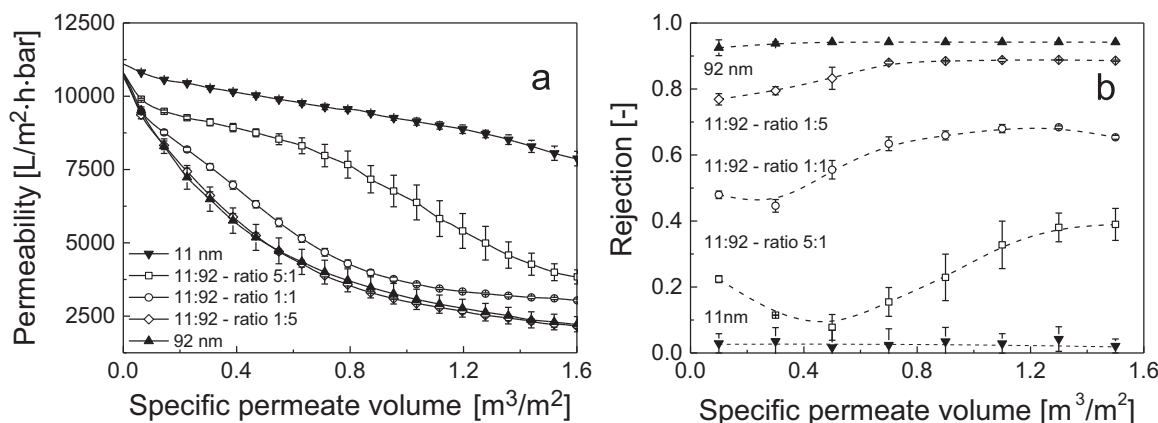 12500
10000
7500
5000
2500
Permeability [L/m²·h·bar]
a
11 nm
11:92 - ratio 5:1
11:92 - ratio 1:1
11:92 - ratio 1:5
92 nm
0.0 0.4 0.8 1.2 1.6
Specific permeate volume [m³/m²]
1.0
0.8
0.6
0.4
0.2
0.0
Rejection [-]
b
92 nm
11:92 - ratio 1:5
11:92 - ratio 1:1
11:92 - ratio 5:1
11nm
0.0 0.4 0.8 1.2 1.6
Specific permeate volume [m³/m²]